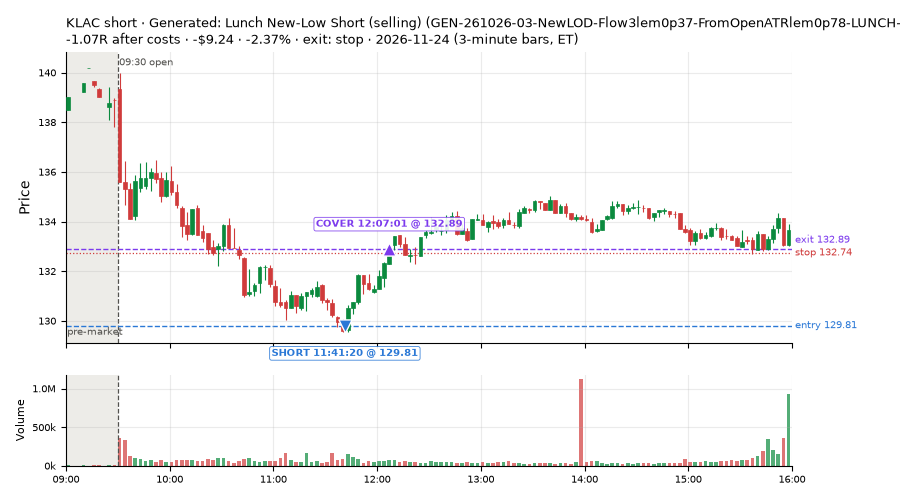 KLAC short · Generated: Lunch New-Low Short (selling) (GEN-261026-03-NewLOD-Flow3lem0p37-FromOpenATRlem0p78-LUNCH-
-1.07R after costs · -$9.24 · -2.37% · exit: stop · 2026-11-24 (3-minute bars, ET)
09:30 open
140
138
136
134
132
130
Price
COVER 12:07:01 @ 132.89
exit 132.89
stop 132.74
entry 129.81
pre-market
SHORT 11:41:20 @ 129.81
1.0M
500k
0k
Volume
09:00
10:00
11:00
12:00
13:00
14:00
15:00
16:00